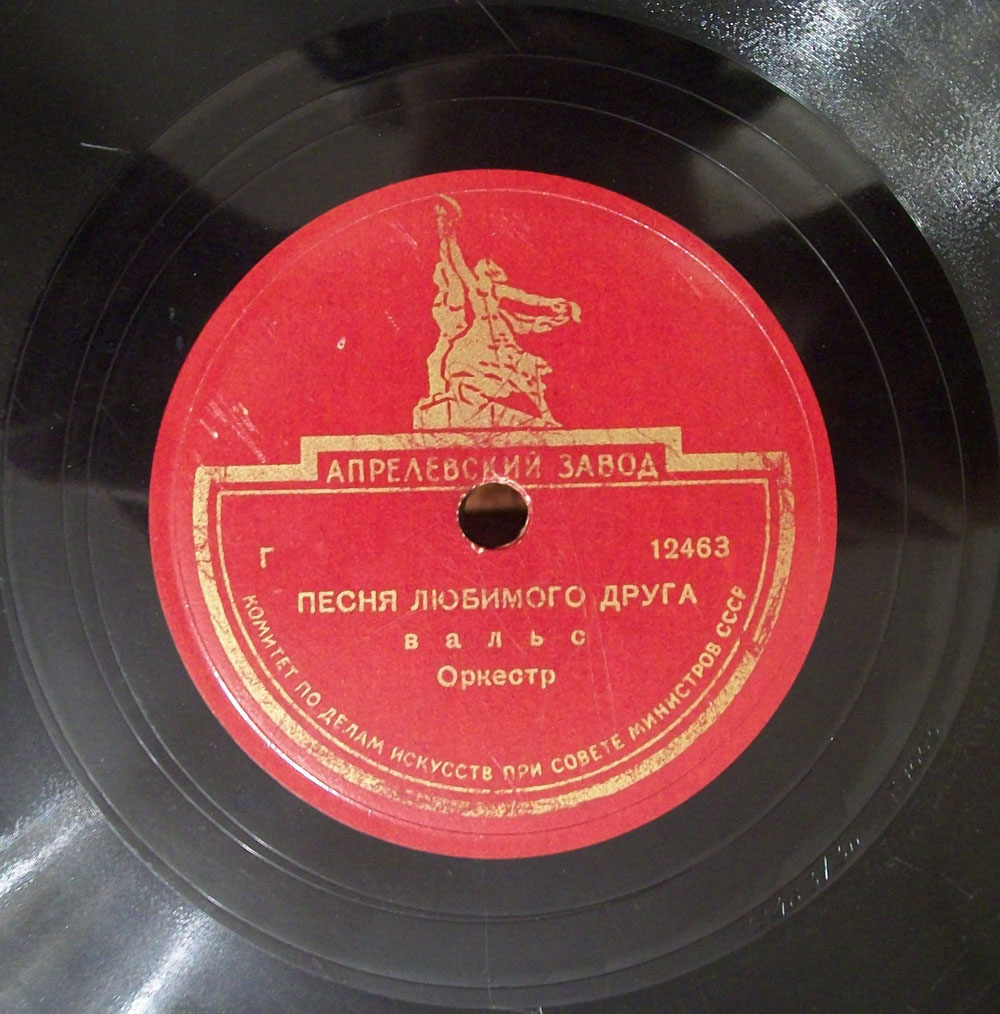 АПРЕЛЕВСКИЙ ЗАВОД
Г 12463
ПЕСНЯ ЛЮБИМОГО ДРУГА
вальс
Оркестр
КОМИТЕТ ПО ДЕЛАМ ИСКУССТВ ПРИ СОВЕТЕ МИНИСТРОВ СССР